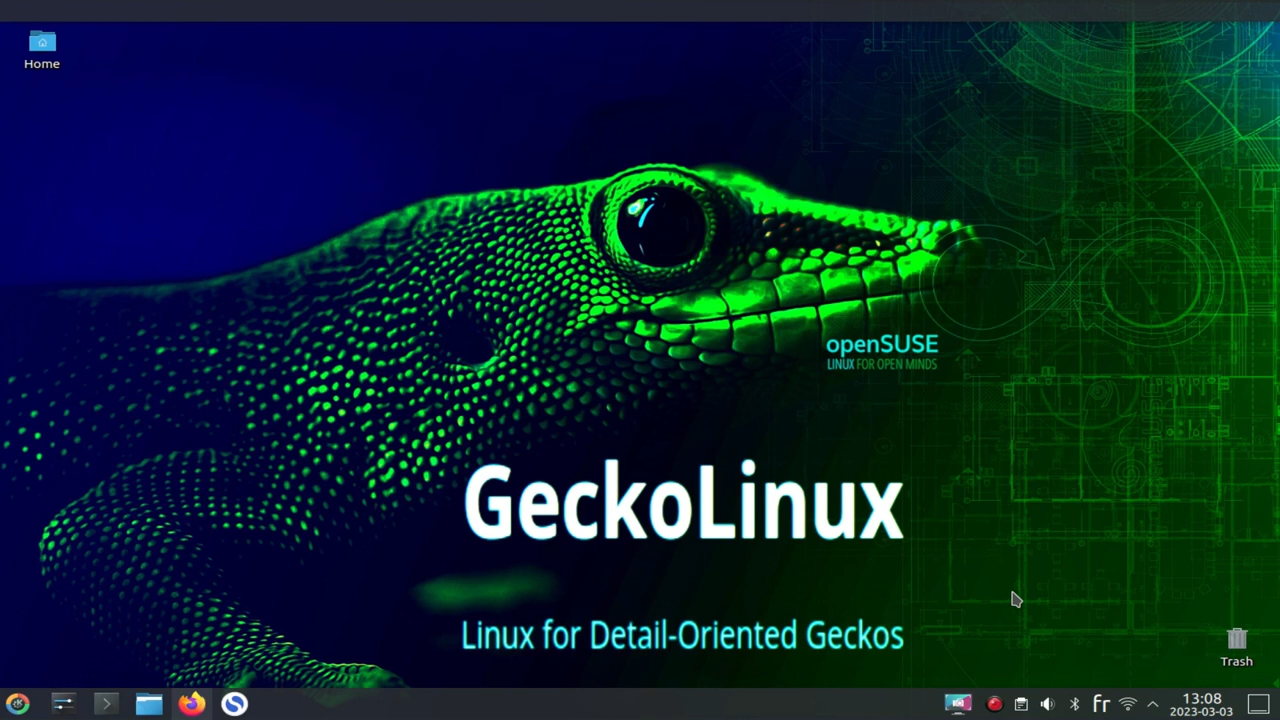 Home
openSUSE
LINUX FOR OPEN MINDS
GeckoLinux
Linux for Detail-Oriented Geckos
Trash
fr
13:08
2023-03-03